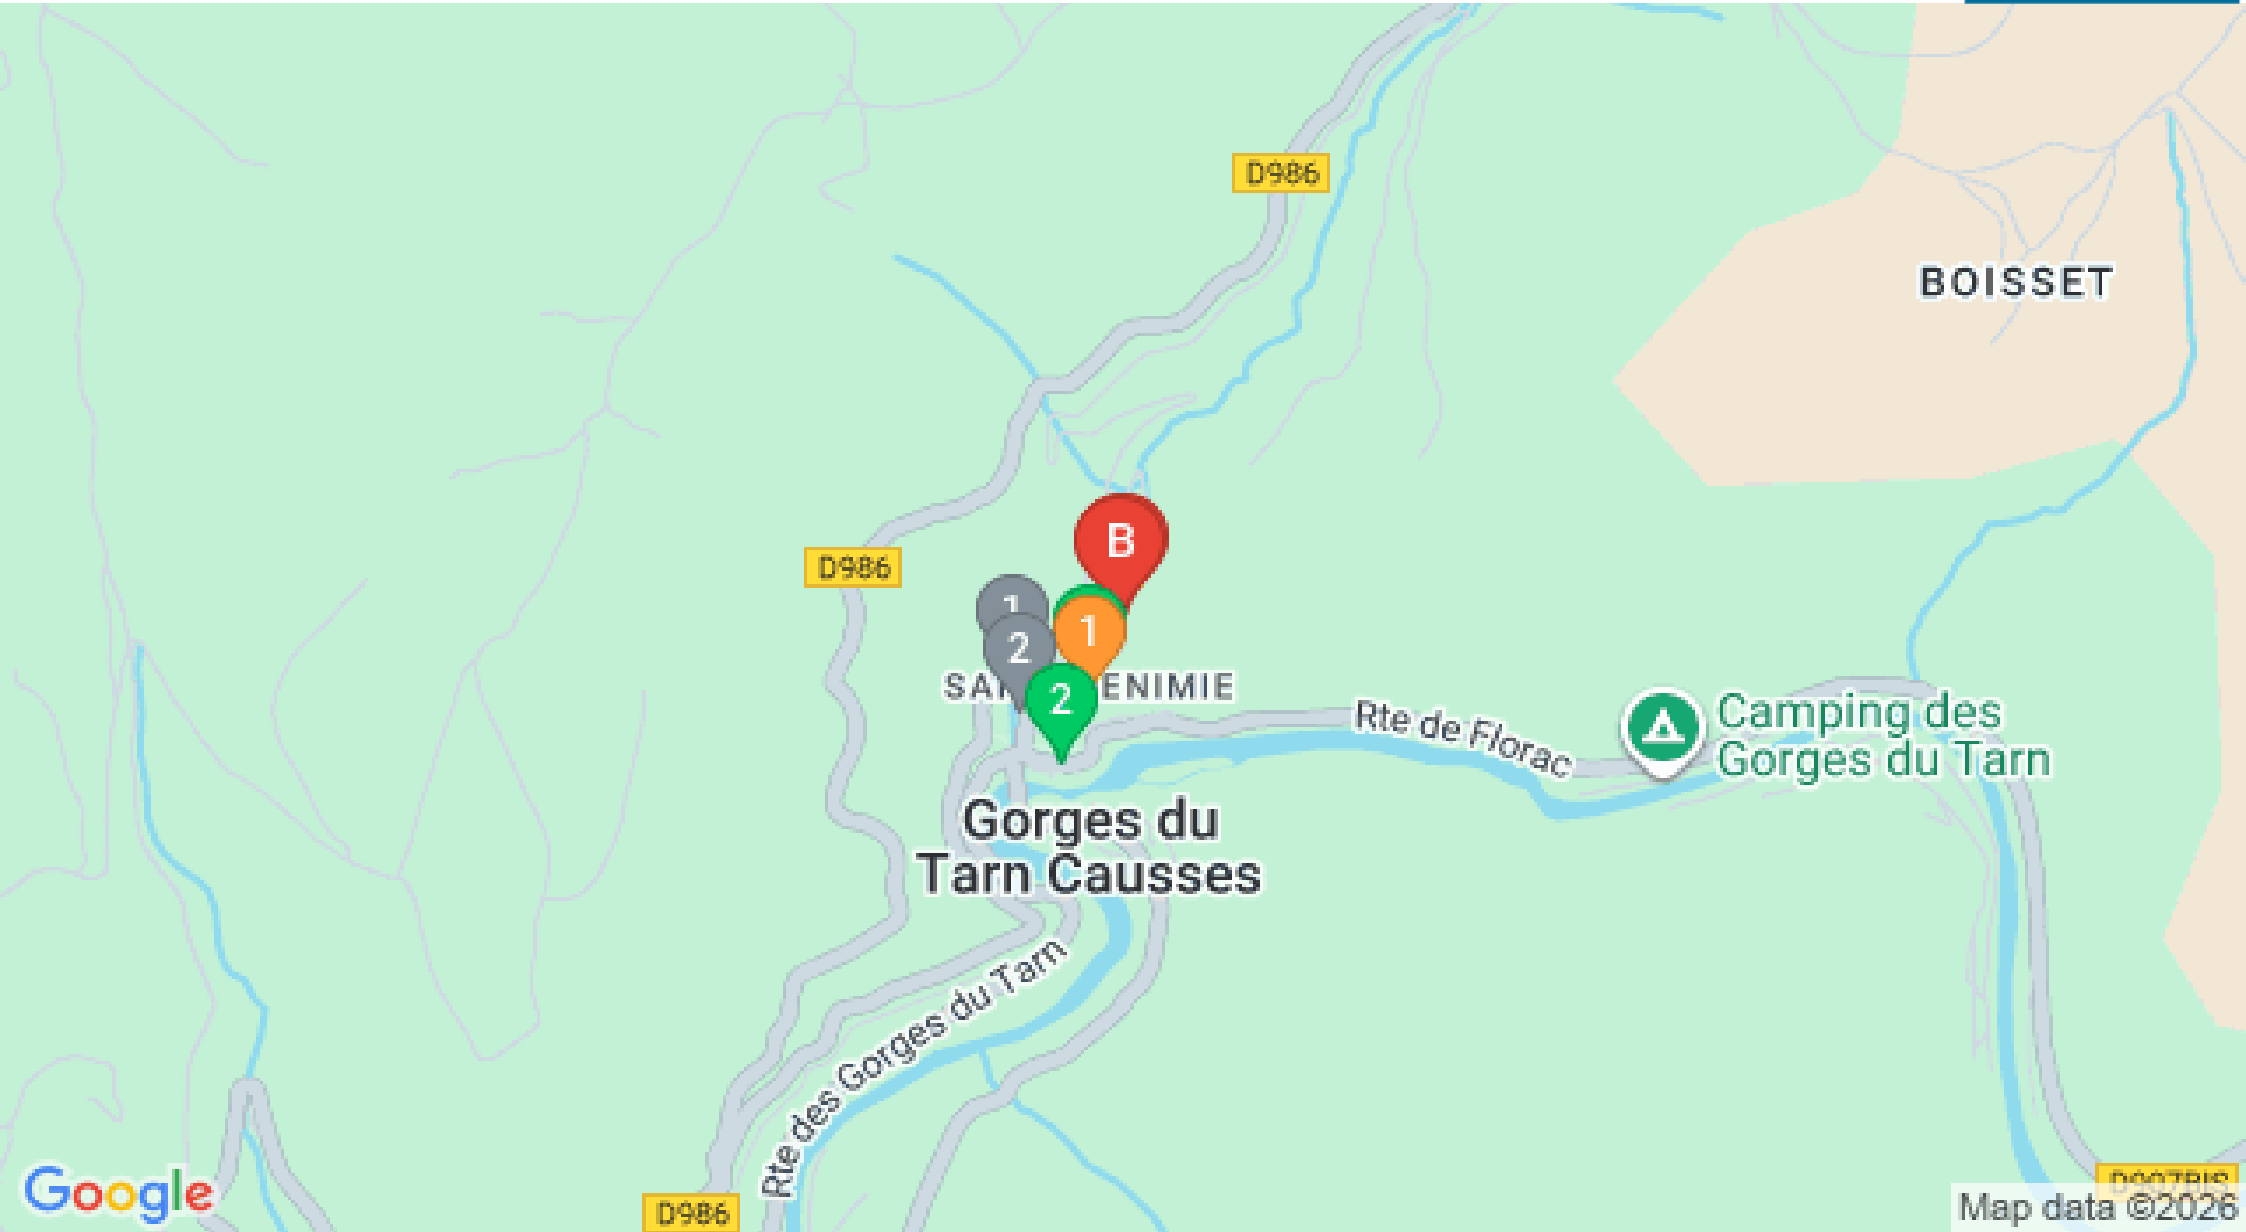 D986
BOISSET
D986
B
1
1
2
ENIMIE
2
Rte de Florac
Camping des
Gorges du Tarn
Gorges du
Tarn Causses
Rte des Gorges du Tarn
D986
D907BIS
Google
Map data ©2026